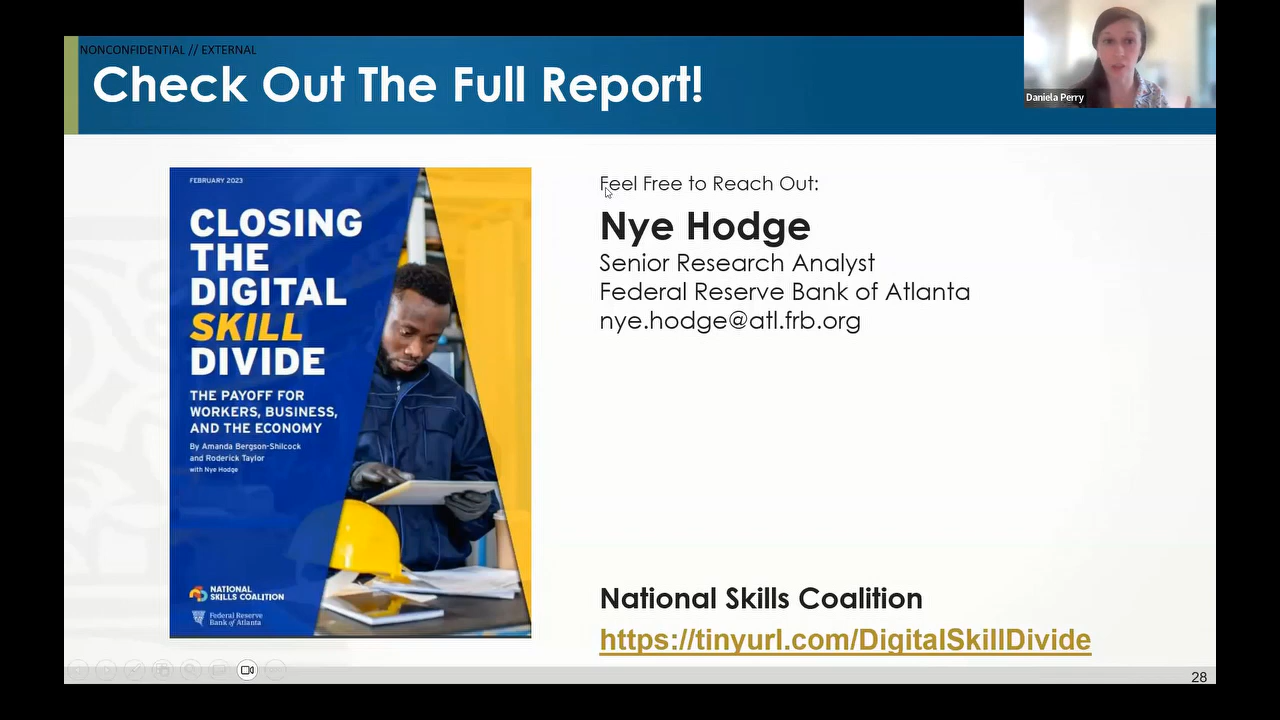 NONCONFIDENTIAL // EXTERNAL
Check Out The Full Report!
Daniela Perry
FEBRUARY 2023
CLOSING
THE
DIGITAL
SKILL
DIVIDE
THE PAYOFF FOR
WORKERS, BUSINESS,
AND THE ECONOMY
By Amanda Bergson-Shilcock
and Roderick Taylor
with Nye Hodge
NATIONAL
SKILLS COALITION
Federal Reserve
Bank of Atlanta
Feel Free to Reach Out:
Nye Hodge
Senior Research Analyst
Federal Reserve Bank of Atlanta
nye.hodge@atl.frb.org
National Skills Coalition
https://tinyurl.com/DigitalSkillDivide
28